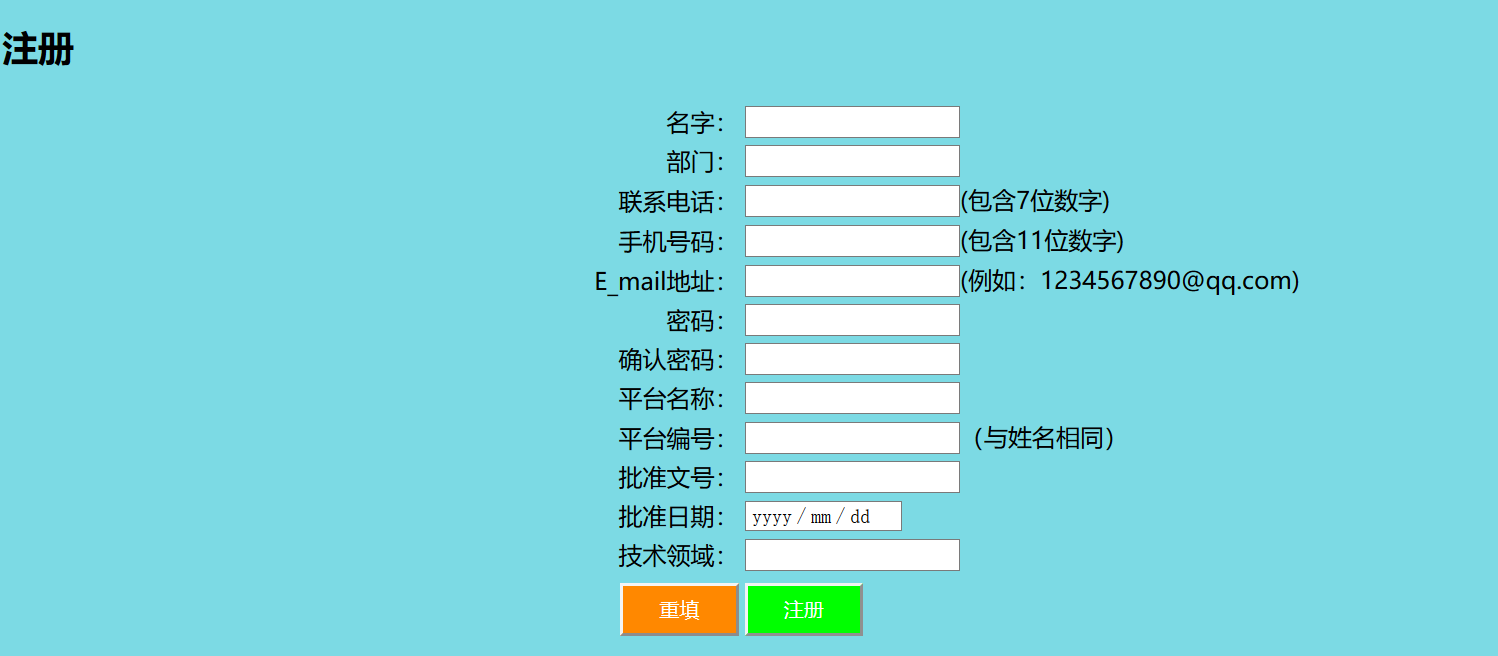 注册
名字：
部门：
联系电话： (包含7位数字)
手机号码： (包含11位数字)
E_mail地址： (例如：1234567890@qq.com)
密码：
确认密码：
平台名称：
平台编号： （与姓名相同）
批准文号：
批准日期： yyyy/mm/dd
技术领域：
重填 注册